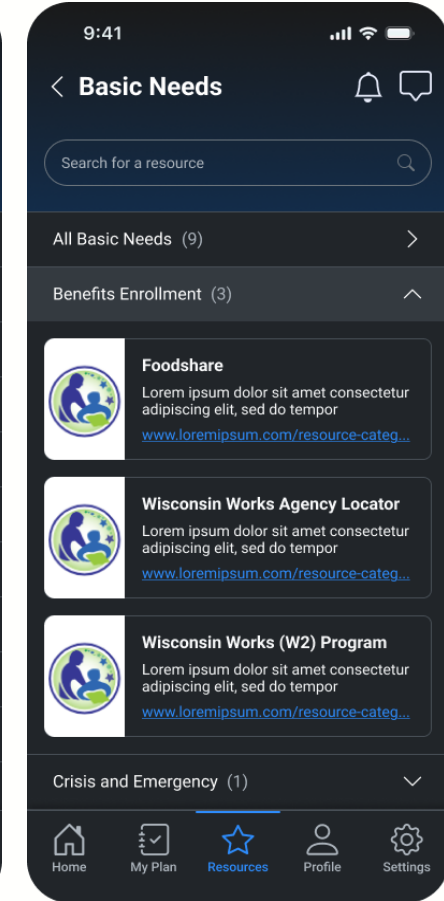 9:41
Basic Needs
Search for a resource
All Basic Needs (9)
Benefits Enrollment (3)
Foodshare
Lorem ipsum dolor sit amet consectetur
adipiscing elit, sed do tempor
www.loremipsum.com/resource-categ...
Wisconsin Works Agency Locator
Lorem ipsum dolor sit amet consectetur
adipiscing elit, sed do tempor
www.loremipsum.com/resource-categ...
Wisconsin Works (W2) Program
Lorem ipsum dolor sit amet consectetur
adipiscing elit, sed do tempor
www.loremipsum.com/resource-categ...
Crisis and Emergency (1)
Home
My Plan
Resources
Profile
Settings